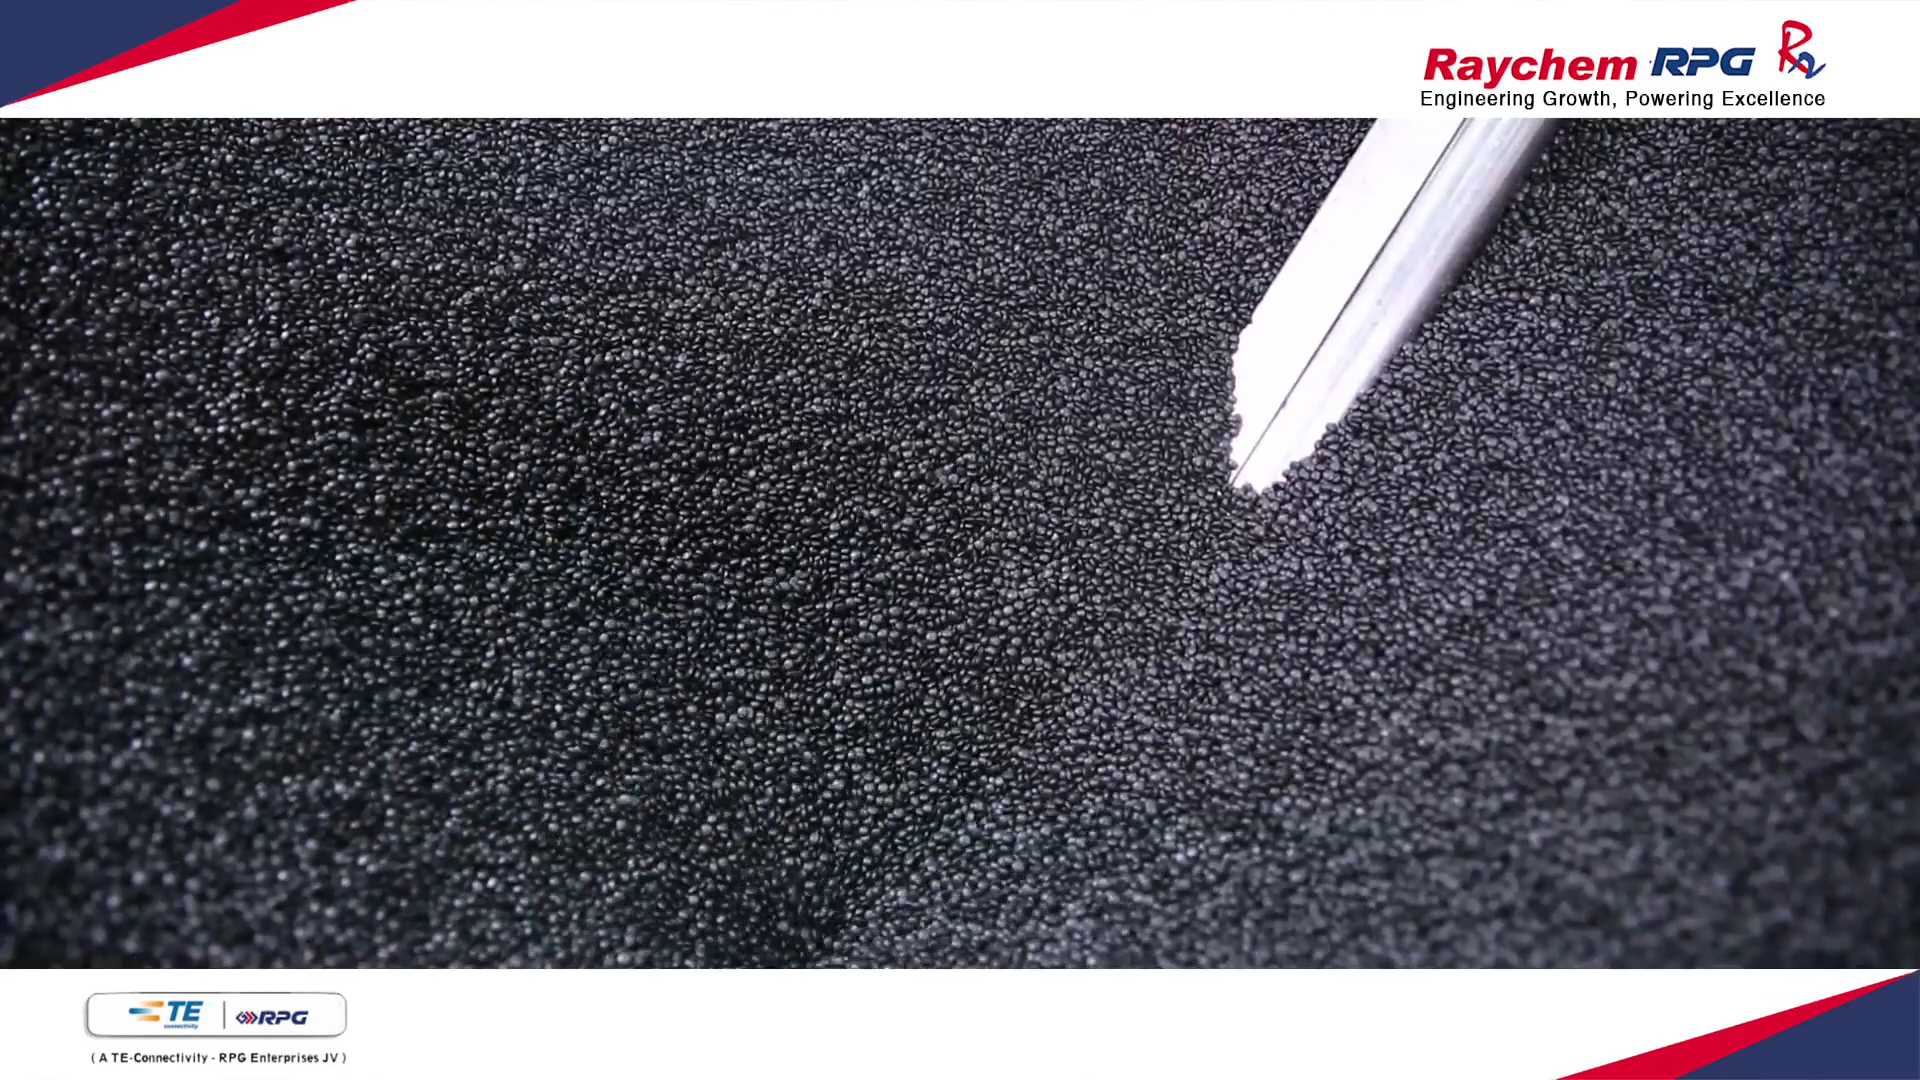 Raychem RPG
Engineering Growth, Powering Excellence
TE
connectivity
RPG
( A TE-Connectivity - RPG Enterprises JV )